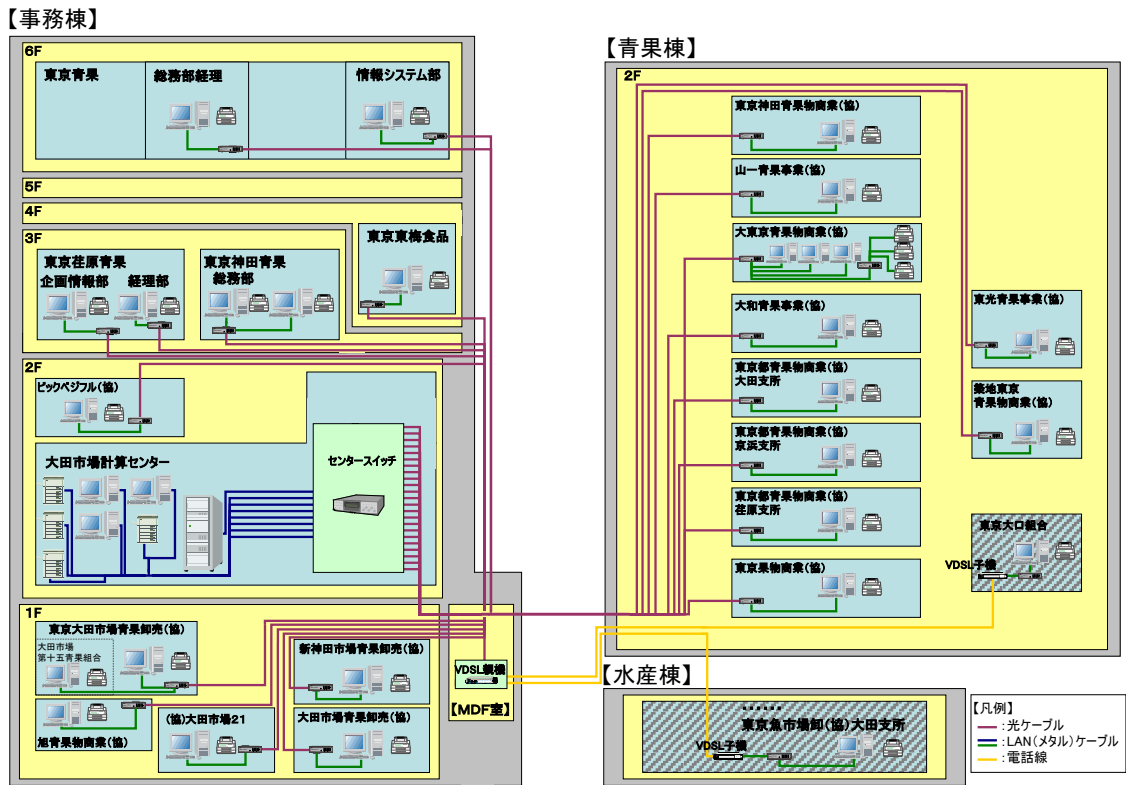 【事務棟】
6F
東京青果
総務部経理
情報システム部
5F
4F
東京東梅食品
3F
東京荏原青果
企画情報部 経理部
東京神田青果
総務部
2F
ビックベジフル(協)
大田市場計算センター
センタースイッチ
1F
東京大田市場青果卸売(協)
大田市場
第十五青果組合
旭青果物商業(協)
(協)大田市場21
新神田市場青果卸売(協)
大田市場青果卸売(協)
VDSL親機
【MDF室】
【青果棟】
2F
東京神田青果物商業(協)
山一青果事業(協)
大東京青果物商業(協)
大和青果事業(協)
東京都青果物商業(協)
大田支所
東京都青果物商業(協)
京浜支所
東京都青果物商業(協)
荏原支所
東京果物商業(協)
東光青果事業(協)
築地東京
青果物商業(協)
東京大口組合
VDSL子機
【水産棟】
東京魚市場卸(協)大田支所
VDSL子機
【凡例】
:光ケーブル
:LAN(メタル)ケーブル
:電話線